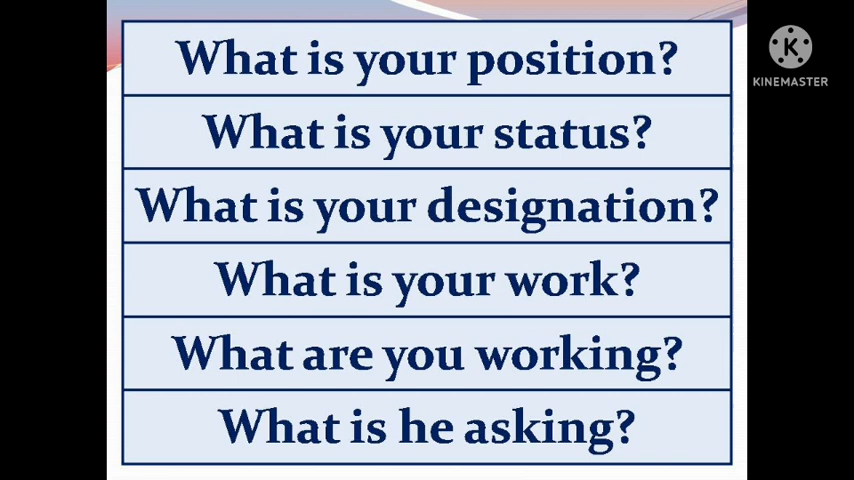 What is your position?
What is your status?
What is your designation?
What is your work?
What are you working?
What is he asking?
K
KINEMASTER